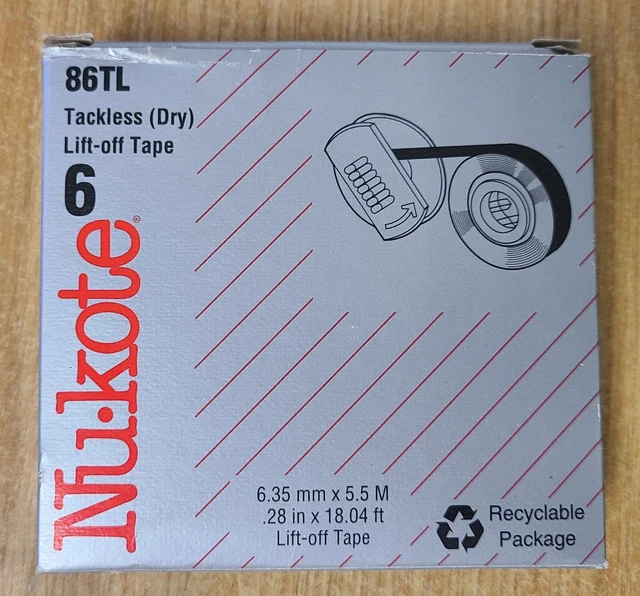 86TL
Tackless (Dry)
Lift-off Tape
6
Nu·kote®
6.35 mm x 5.5 M
.28 in x 18.04 ft
Lift-off Tape
Recyclable
Package